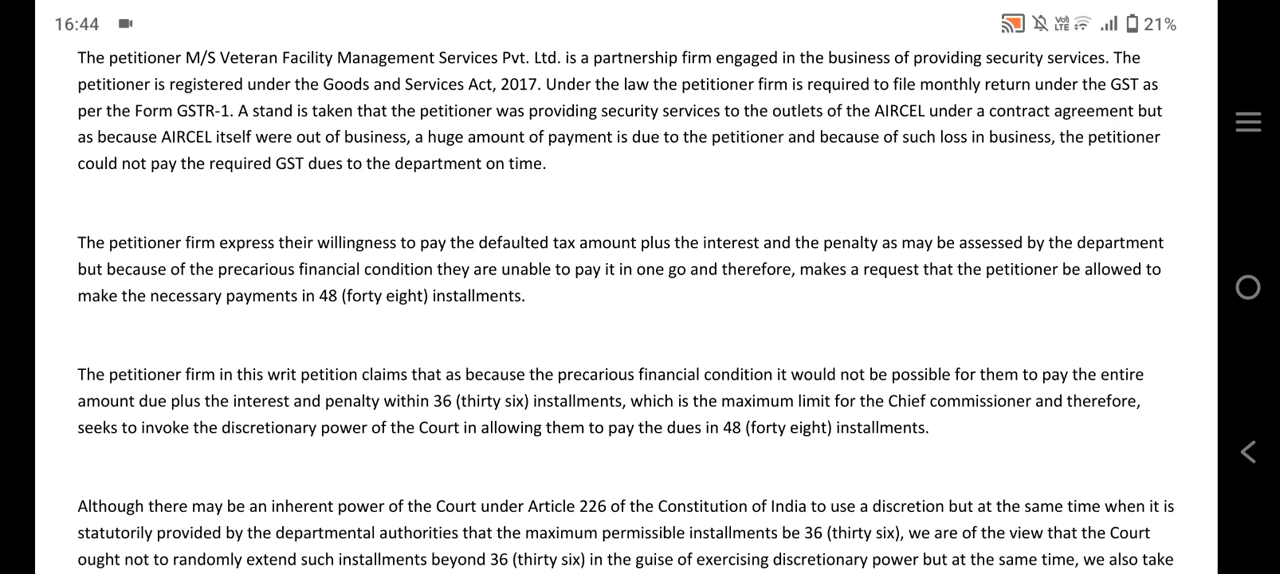 16:44
Vo)
LTE
21%
The petitioner M/S Veteran Facility Management Services Pvt. Ltd. is a partnership firm engaged in the business of providing security services. The
petitioner is registered under the Goods and Services Act, 2017. Under the law the petitioner firm is required to file monthly return under the GST as
per the Form GSTR-1. A stand is taken that the petitioner was providing security services to the outlets of the AIRCEL under a contract agreement but
as because AIRCEL itself were out of business, a huge amount of payment is due to the petitioner and because of such loss in business, the petitioner
could not pay the required GST dues to the department on time.
The petitioner firm express their willingness to pay the defaulted tax amount plus the interest and the penalty as may be assessed by the department
but because of the precarious financial condition they are unable to pay it in one go and therefore, makes a request that the petitioner be allowed to
make the necessary payments in 48 (forty eight) installments.
The petitioner firm in this writ petition claims that as because the precarious financial condition it would not be possible for them to pay the entire
amount due plus the interest and penalty within 36 (thirty six) installments, which is the maximum limit for the Chief commissioner and therefore,
seeks to invoke the discretionary power of the Court in allowing them to pay the dues in 48 (forty eight) installments.
Although there may be an inherent power of the Court under Article 226 of the Constitution of India to use a discretion but at the same time when it is
statutorily provided by the departmental authorities that the maximum permissible installments be 36 (thirty six), we are of the view that the Court
ought not to randomly extend such installments beyond 36 (thirty six) in the guise of exercising discretionary power but at the same time, we also take